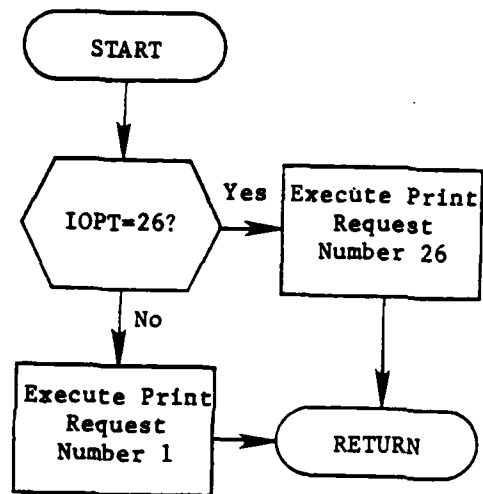 START
IOPT=26?
Yes
Execute Print
Request
Number 26
No
Execute Print
Request
Number 1
RETURN